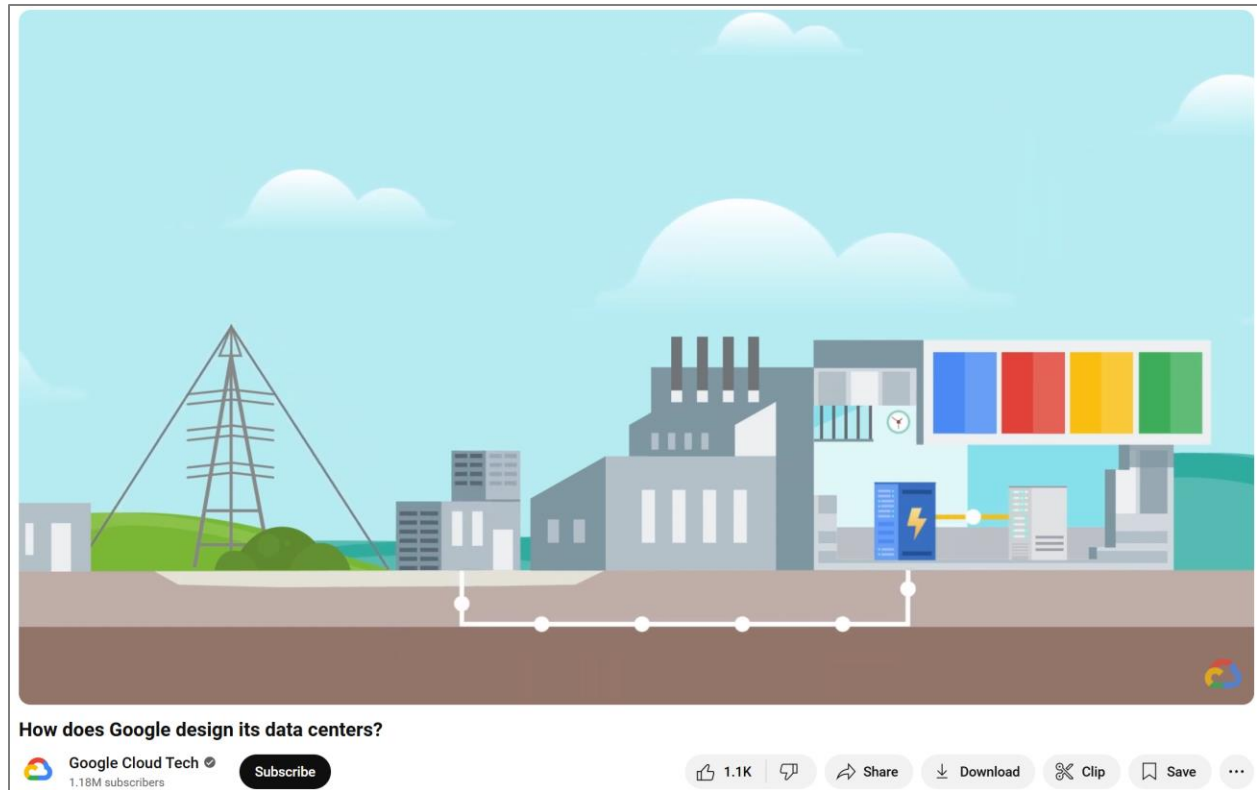 How does Google design its data centers?
Google Cloud Tech
1.18M subscribers
Subscribe
1.1K
Share
Download
Clip
Save